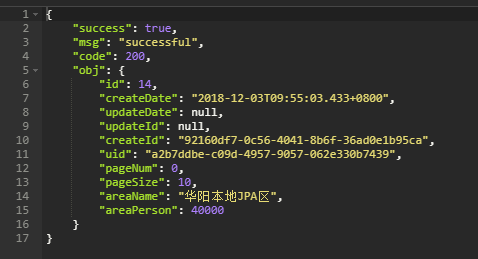 1 {
2 "success": true,
3 "msg": "successful",
4 "code": 200,
5 "obj": {
6 "id": 14,
7 "createDate": "2018-12-03T09:55:03.433+0800",
8 "updateDate": null,
9 "updateId": null,
10 "createId": "92160df7-0c56-4041-8b6f-36ad0e1b95ca",
11 "uid": "a2b7ddbe-c09d-4957-9057-062e330b7439",
12 "pageNum": 0,
13 "pageSize": 10,
14 "areaName": "华阳本地JPA区",
15 "areaPerson": 40000
16 }
17 }